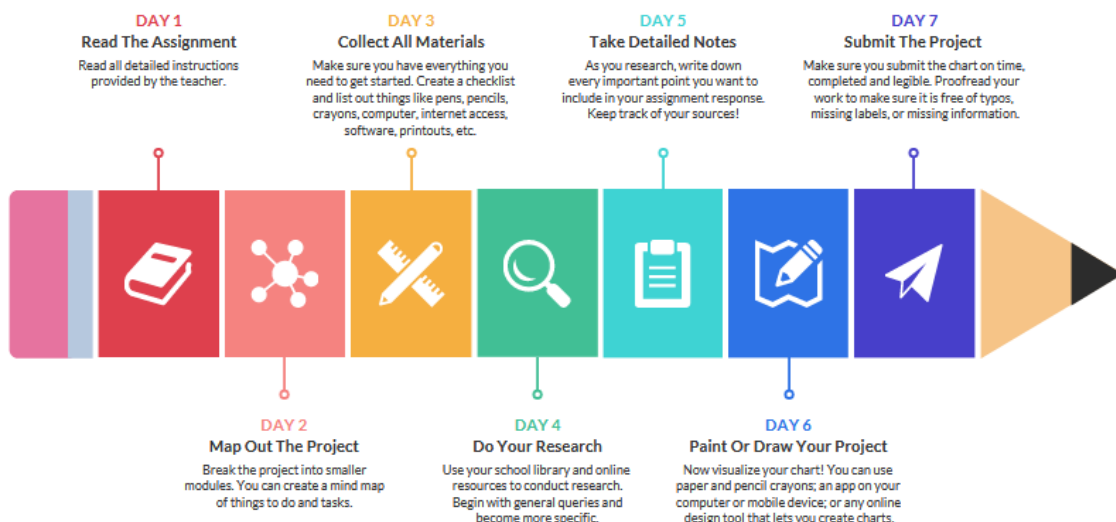 DAY 1
Read The Assignment
Read all detailed instructions
provided by the teacher.
DAY 3
Collect All Materials
Make sure you have everything you
need to get started. Create a checklist
and list out things like pens, pencils,
crayons, computer, internet access,
software, printouts, etc.
DAY 5
Take Detailed Notes
As you research, write down
every important point you want to
include in your assignment response.
Keep track of your sources!
DAY 7
Submit The Project
Make sure you submit the chart on time,
completed and legible. Proofread your
work to make sure it is free of typos,
missing labels, or missing information.
DAY 2
Map Out The Project
Break the project into smaller
modules. You can create a mind map
of things to do and tasks.
DAY 4
Do Your Research
Use your school library and online
resources to conduct research.
Begin with general queries and
become more specific.
DAY 6
Paint Or Draw Your Project
Now visualize your chart! You can use
paper and pencil crayons; an app on your
computer or mobile device; or any online
design tool that lets you create charts.